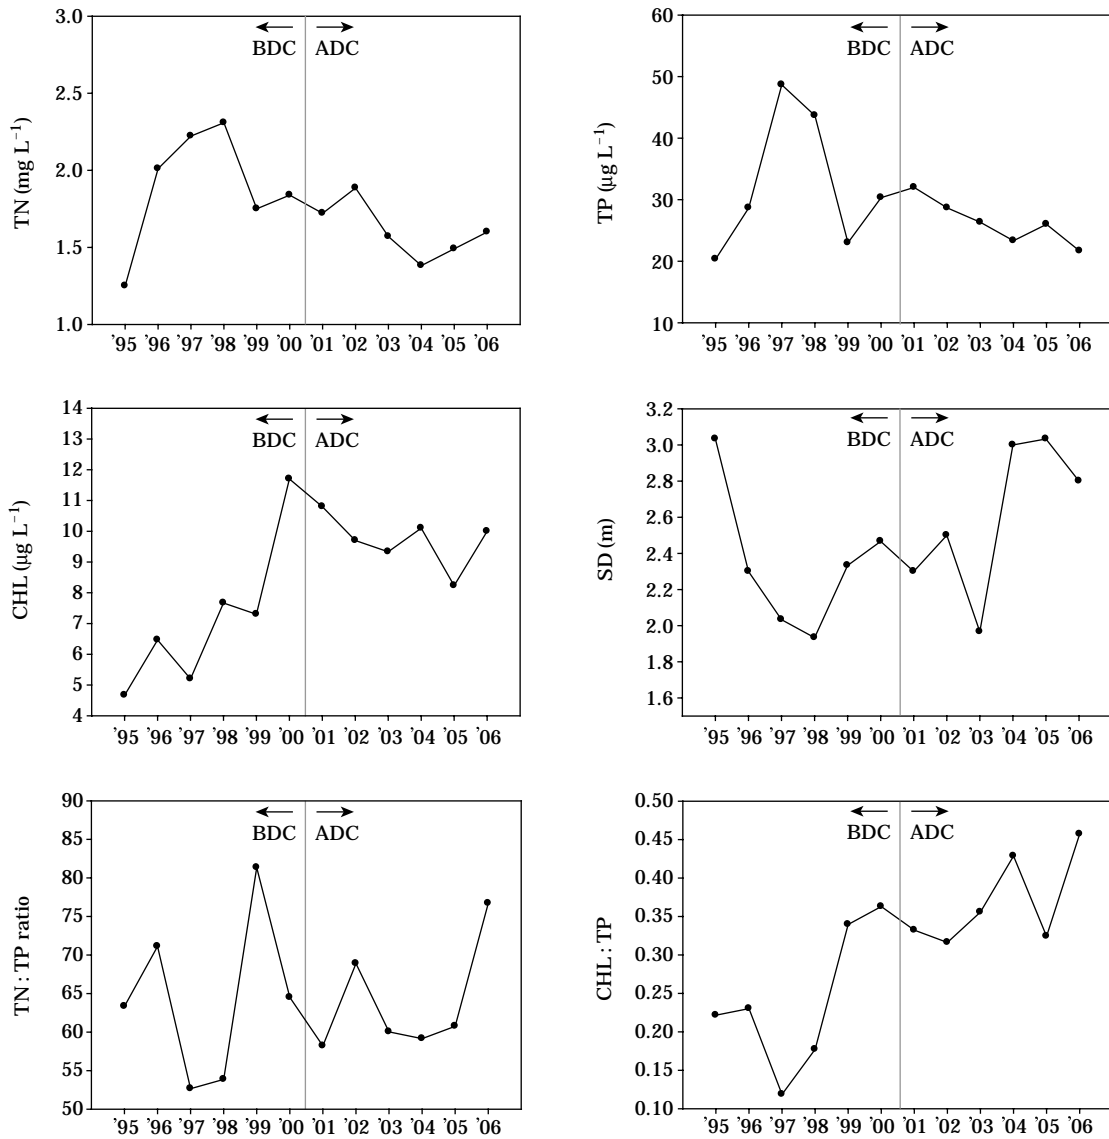 TN (mg L⁻¹)
3.0
2.5
2.0
1.5
1.0
BDC ADC
'95 '96 '97 '98 '99 '00 '01 '02 '03 '04 '05 '06
TP (µg L⁻¹)
60
50
40
30
20
10
BDC ADC
'95 '96 '97 '98 '99 '00 '01 '02 '03 '04 '05 '06
CHL (µg L⁻¹)
14
13
12
11
10
9
8
7
6
5
4
BDC ADC
'95 '96 '97 '98 '99 '00 '01 '02 '03 '04 '05 '06
SD (m)
3.2
3.0
2.8
2.6
2.4
2.2
2.0
1.8
1.6
BDC ADC
'95 '96 '97 '98 '99 '00 '01 '02 '03 '04 '05 '06
TN : TP ratio
90
85
80
75
70
65
60
55
50
BDC ADC
'95 '96 '97 '98 '99 '00 '01 '02 '03 '04 '05 '06
CHL : TP
0.50
0.45
0.40
0.35
0.30
0.25
0.20
0.15
0.10
BDC ADC
'95 '96 '97 '98 '99 '00 '01 '02 '03 '04 '05 '06